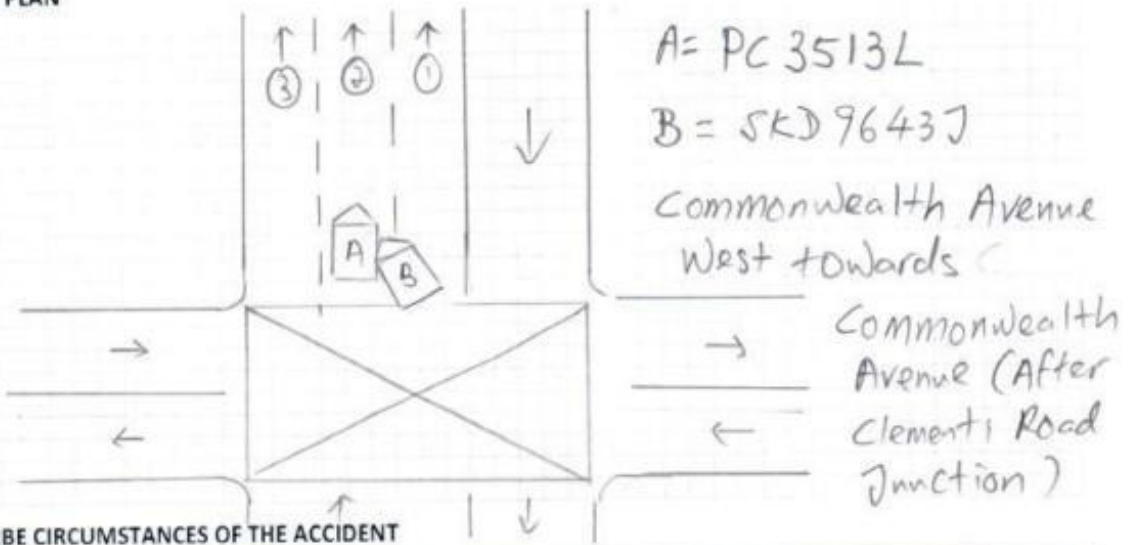 PLAN
③ ② ①
A
B
A = PC 3513L
B = SKD 9643J
Commonwealth Avenue
West towards
Commonwealth
Avenue (After
Clementi Road
Junction)
BE CIRCUMSTANCES OF THE ACCIDENT